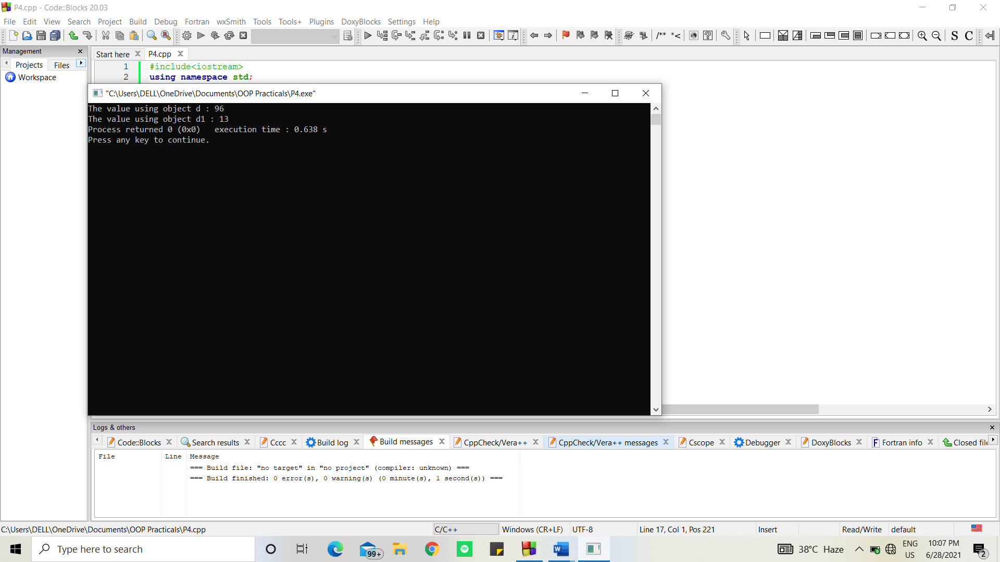 P4.cpp - Code::Blocks 20.03
File Edit View Search Project Build Debug Fortran wxSmith Tools Tools+ Plugins DoxyBlocks Settings Help
/** *< S C
Management
Projects Files
Workspace
Start here P4.cpp
1 #include<iostream>
2 using namespace std;
"C:\Users\DELL\OneDrive\Documents\OOP Practicals\P4.exe"
The value using object d : 96
The value using object d1 : 13
Process returned 0 (0x0)   execution time : 0.638 s
Press any key to continue.
Logs & others
Code::Blocks Search results Cccc Build log Build messages CppCheck/Vera++ CppCheck/Vera++ messages Cscope Debugger DoxyBlocks Fortran info Closed file
File Line Message
=== Build file: "no target" in "no project" (compiler: unknown) ===
=== Build finished: 0 error(s), 0 warning(s) (0 minute(s), 1 second(s)) ===
C:\Users\DELL\OneDrive\Documents\OOP Practicals\P4.cpp C/C++ Windows (CR+LF) UTF-8 Line 17, Col 1, Pos 221 Insert Read/Write default
Type here to search
99+
38°C Haze
ENG
US
10:07 PM
6/28/2021
2